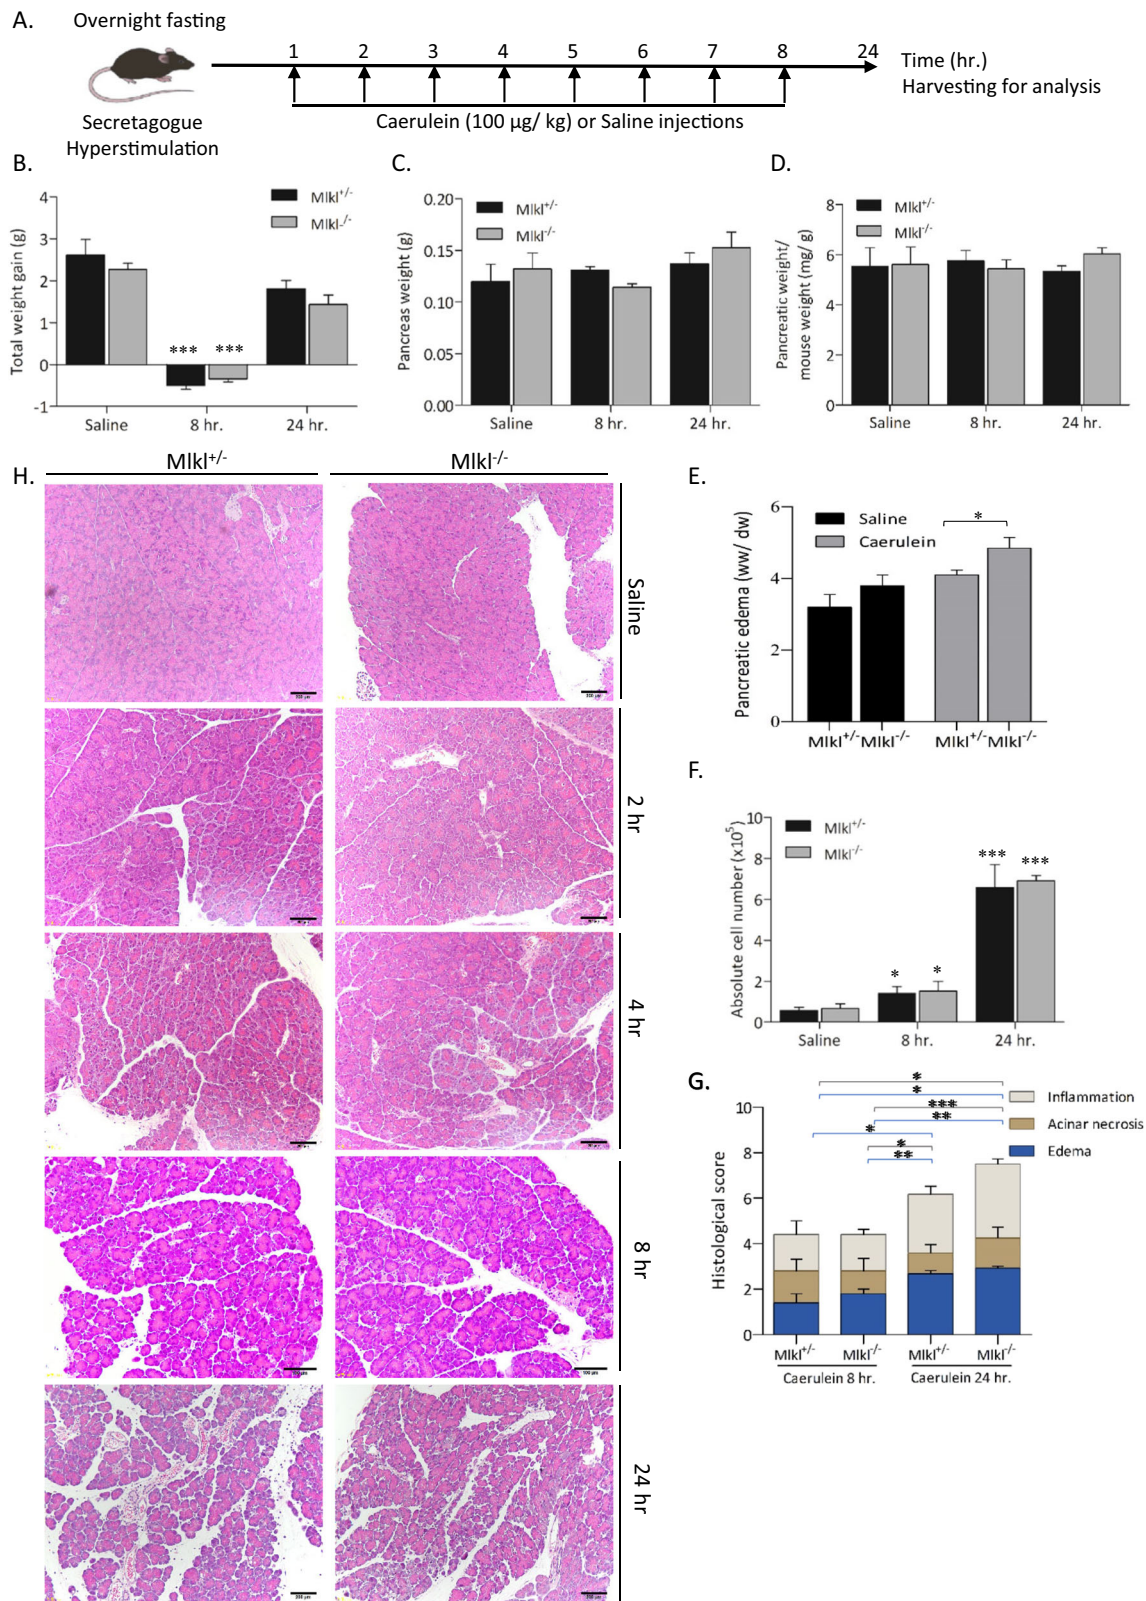 A.
Overnight fasting
1 2 3 4 5 6 7 8 24
Time (hr.)
Harvesting for analysis
Secretagogue
Hyperstimulation
Caerulein (100 µg/ kg) or Saline injections
B.
Total weight gain (g)
4
3
2
1
0
-1
Mlkl+/-
Mlkl-/-
*** ***
Saline 8 hr. 24 hr.
C.
Pancreas weight (g)
0.20
0.15
0.10
0.05
0.00
Mlkl+/-
Mlkl-/-
Saline 8 hr. 24 hr.
D.
Pancreatic weight/
mouse weight (mg/ g)
8
6
4
2
0
Mlkl+/-
Mlkl-/-
Saline 8 hr. 24 hr.
H.
Mlkl+/- Mlkl-/-
Saline
2 hr
4 hr
8 hr
24 hr
E.
Pancreatic edema (ww/ dw)
6
4
2
0
Saline
Caerulein
*
Mlkl+/- Mlkl-/- Mlkl+/- Mlkl-/-
F.
Absolute cell number (x10⁵)
10
8
6
4
2
0
Mlkl+/-
Mlkl-/-
* *
*** ***
Saline 8 hr. 24 hr.
G.
Histological score
10
8
6
4
2
0
*
*
***
**
*
*
**
Inflammation
Acinar necrosis
Edema
Mlkl+/- Mlkl-/- Mlkl+/- Mlkl-/-
Caerulein 8 hr. Caerulein 24 hr.